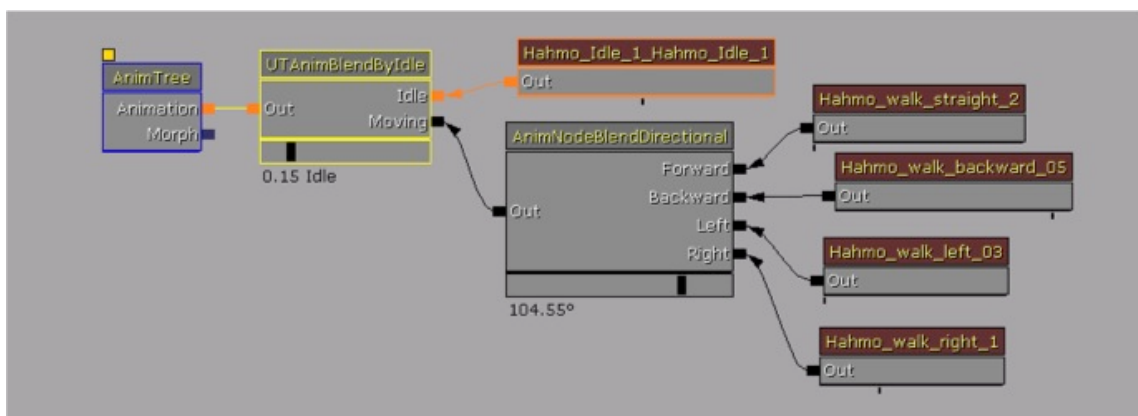 AnimTree
Animation
Morph
UTAnimBlendByIdle
Out
Idle
Moving
0.15 Idle
Hahmo_Idle_1_Hahmo_Idle_1
Out
AnimNodeBlendDirectional
Forward
Backward
Out
Left
Right
104.55º
Hahmo_walk_straight_2
Out
Hahmo_walk_backward_05
Out
Hahmo_walk_left_03
Out
Hahmo_walk_right_1
Out